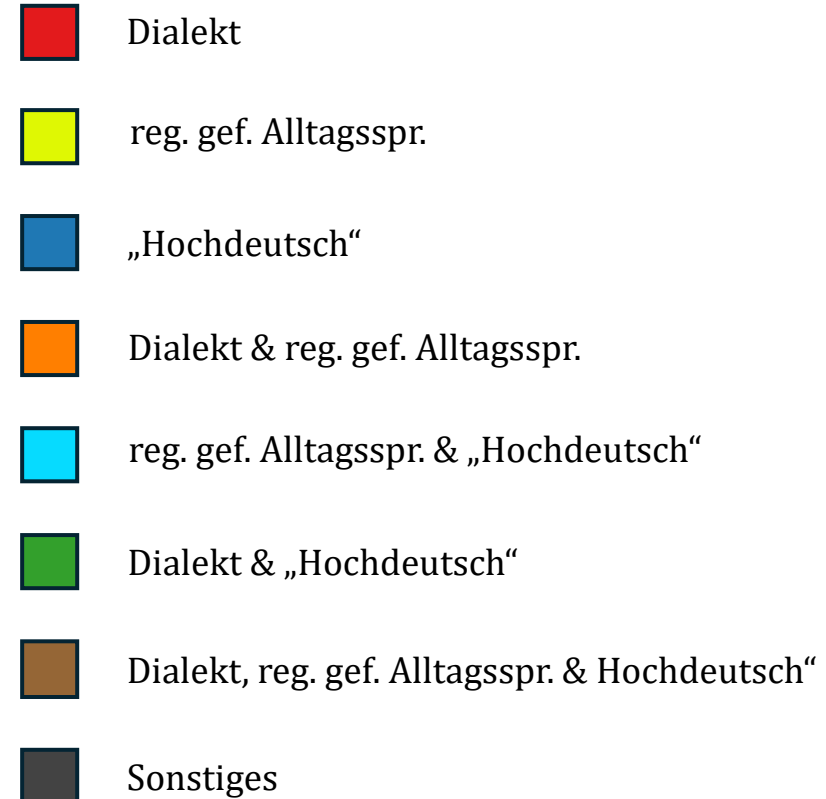 Dialekt
reg. gef. Alltagsspr.
„Hochdeutsch“
Dialekt & reg. gef. Alltagsspr.
reg. gef. Alltagsspr. & „Hochdeutsch“
Dialekt & „Hochdeutsch“
Dialekt, reg. gef. Alltagsspr. & Hochdeutsch“
Sonstiges